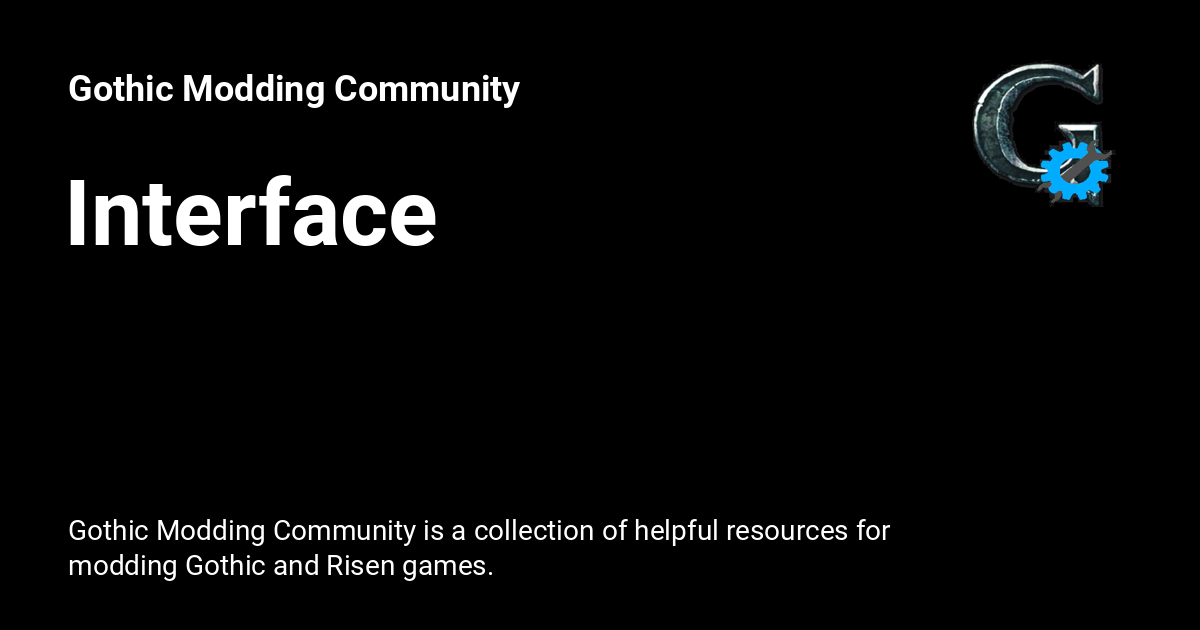 Gothic Modding Community
Interface
G
Gothic Modding Community is a collection of helpful resources for
modding Gothic and Risen games.